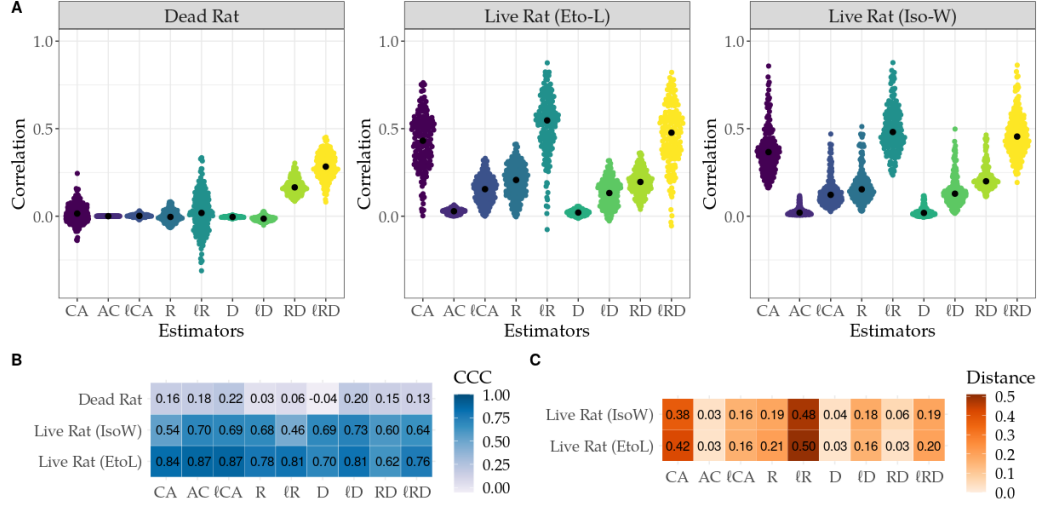 A
Dead Rat
Live Rat (Eto-L)
Live Rat (Iso-W)
Correlation
1.0
0.5
0.0
CA AC ℓCA R ℓR D ℓD RD ℓRD
Estimators
Correlation
1.0
0.5
0.0
CA AC ℓCA R ℓR D ℓD RD ℓRD
Estimators
Correlation
1.0
0.5
0.0
CA AC ℓCA R ℓR D ℓD RD ℓRD
Estimators
B
Dead Rat 0.16 0.18 0.22 0.03 0.06 -0.04 0.20 0.15 0.13
Live Rat (IsoW) 0.54 0.70 0.69 0.68 0.46 0.69 0.73 0.60 0.64
Live Rat (EtoL) 0.84 0.87 0.87 0.78 0.81 0.70 0.81 0.62 0.76
CA AC ℓCA R ℓR D ℓD RD ℓRD
CCC
1.00
0.75
0.50
0.25
0.00
C
Live Rat (IsoW) 0.38 0.03 0.16 0.19 0.48 0.04 0.18 0.06 0.19
Live Rat (EtoL) 0.42 0.03 0.16 0.21 0.50 0.03 0.16 0.03 0.20
CA AC ℓCA R ℓR D ℓD RD ℓRD
Distance
0.5
0.4
0.3
0.2
0.1
0.0